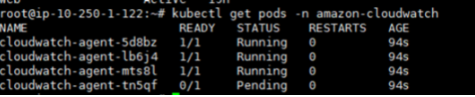 root@ip-10-250-1-122:~# kubectl get pods -n amazon-cloudwatch
NAME READY STATUS RESTARTS AGE
cloudwatch-agent-5d8bz 1/1 Running 0 94s
cloudwatch-agent-lb6j4 1/1 Running 0 94s
cloudwatch-agent-mts8l 1/1 Running 0 94s
cloudwatch-agent-tn5qf 0/1 Pending 0 94s